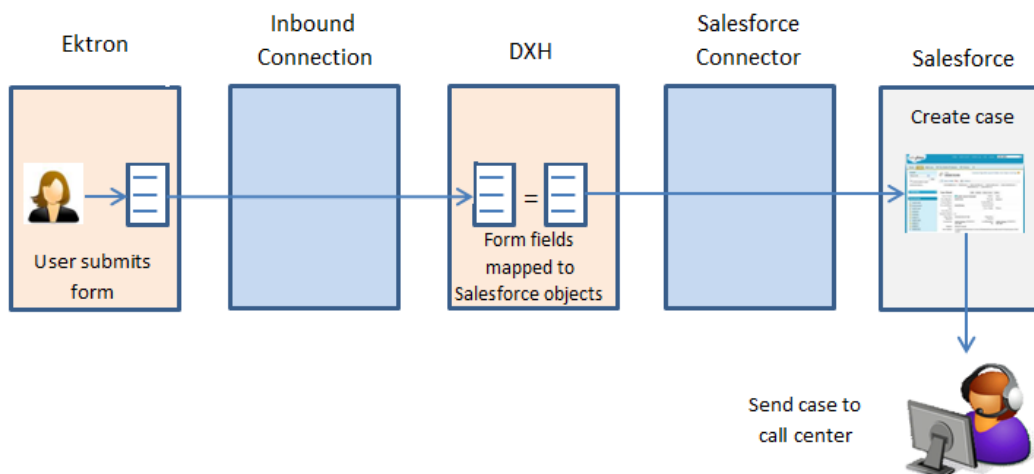 Ektron
Inbound
Connection
DXH
Salesforce
Connector
Salesforce
User submits
form
=
Form fields
mapped to
Salesforce objects
Create case
Send case to
call center